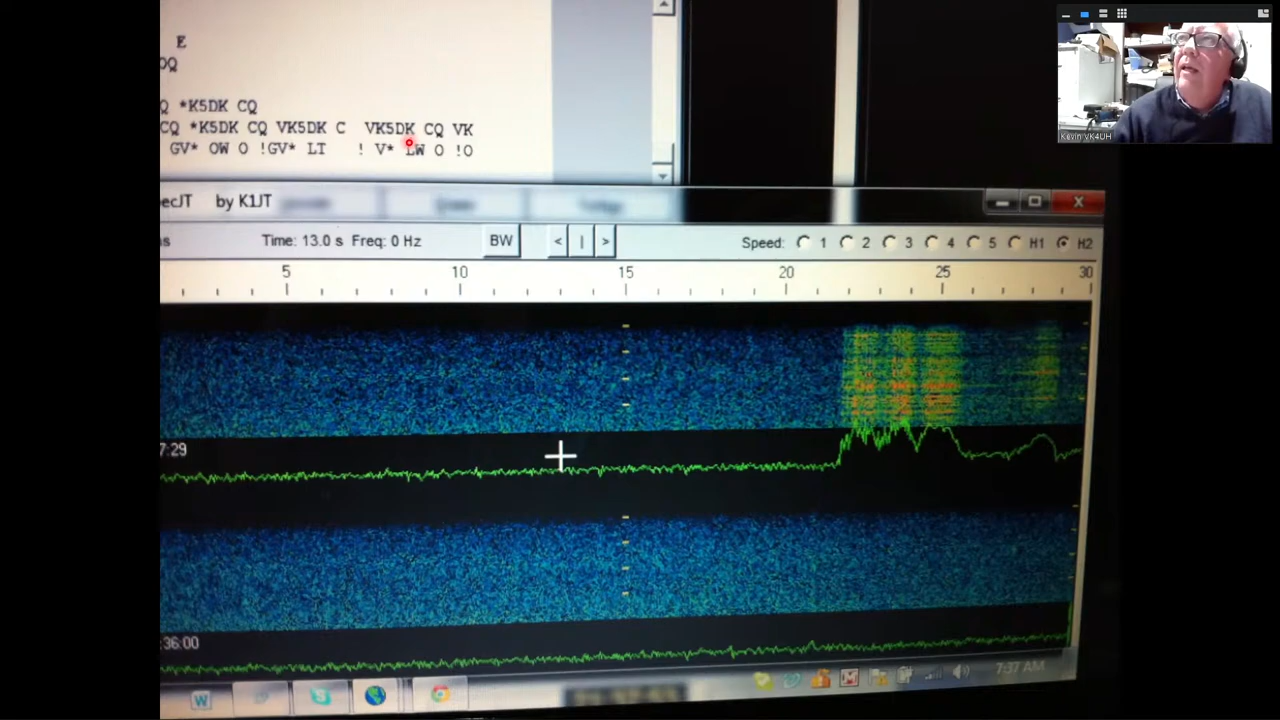 E
Q *K5DK CQ
CQ *K5DK CQ VK5DK C VK5DK CQ VK
GV* OW O !GV* LT ! V* LW O !O
ecJT by K1JT
Time: 13.0 s Freq: 0 Hz BW < | > Speed: 1 2 3 4 5 H1 H2
5 10 15 20 25 30
7:29
:36:00
7:37 AM
Kevin VK4UH